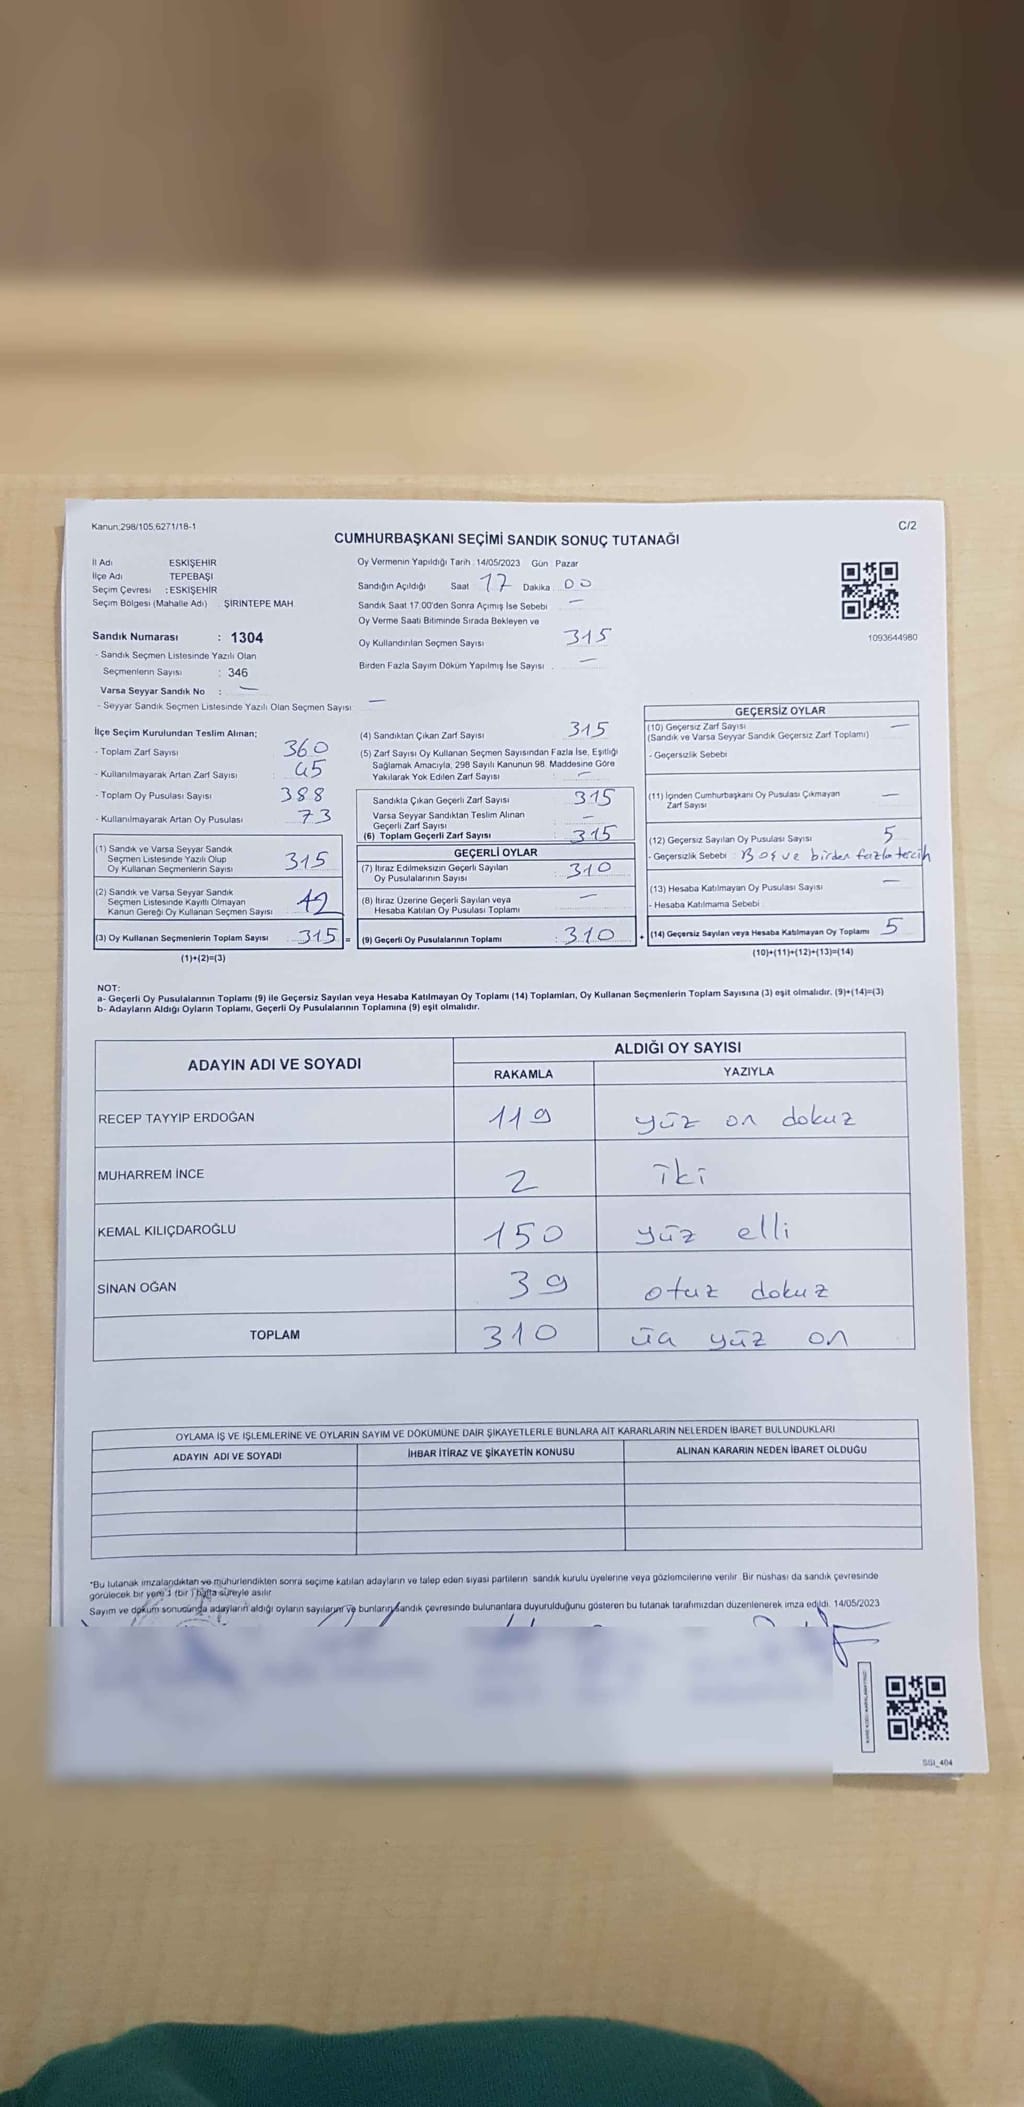 Kanun:298/105,6271/18-1
C/2
CUMHURBAŞKANI SEÇİMİ SANDIK SONUÇ TUTANAĞI
İl Adı ESKİŞEHİR
İlçe Adı TEPEBAŞI
Seçim Çevresi : ESKİŞEHİR
Seçim Bölgesi (Mahalle Adı) ŞİRİNTEPE MAH.
Sandık Numarası : 1304
- Sandık Seçmen Listesinde Yazılı Olan
Seçmenlerin Sayısı : 346
Varsa Seyyar Sandık No : —
- Seyyar Sandık Seçmen Listesinde Yazılı Olan Seçmen Sayısı: —
Oy Vermenin Yapıldığı Tarih : 14/05/2023 Gün : Pazar
Sandığın Açıldığı Saat 17 Dakika 00
Sandık Saat 17:00'den Sonra Açımış İse Sebebi —
Oy Verme Saati Bitiminde Sırada Bekleyen ve
Oy Kullandırılan Seçmen Sayısı 315
Birden Fazla Sayım Döküm Yapılmış İse Sayısı : —
1093644980
İlçe Seçim Kurulundan Teslim Alınan;
- Toplam Zarf Sayısı : 360
- Kullanılmayarak Artan Zarf Sayısı : 45
- Toplam Oy Pusulası Sayısı : 388
- Kullanılmayarak Artan Oy Pusulası : 73
(1) Sandık ve Varsa Seyyar Sandık
Seçmen Listesinde Yazılı Olup
Oy Kullanan Seçmenlerin Sayısı 315
(2) Sandık ve Varsa Seyyar Sandık
Seçmen Listesinde Kayıtlı Olmayan
Kanun Gereği Oy Kullanan Seçmen Sayısı
(3) Oy Kullanan Seçmenlerin Toplam Sayısı 315 =
(1)+(2)=(3)
(4) Sandıktan Çıkan Zarf Sayısı 315
(5) Zarf Sayısı Oy Kullanan Seçmen Sayısından Fazla İse, Eşitliği
Sağlamak Amacıyla, 298 Sayılı Kanunun 98. Maddesine Göre
Yakılarak Yok Edilen Zarf Sayısı : —
Sandıkta Çıkan Geçerli Zarf Sayısı : 315
Varsa Seyyar Sandıktan Teslim Alınan
Geçerli Zarf Sayısı : —
(6) Toplam Geçerli Zarf Sayısı : 315
GEÇERLİ OYLAR
(7) İtiraz Edilmeksizin Geçerli Sayılan
Oy Pusulalarının Sayısı : 310
(8) İtiraz Üzerine Geçerli Sayılan veya
Hesaba Katılan Oy Pusulası Toplamı —
(9) Geçerli Oy Pusulalarının Toplamı : 310 +
GEÇERSİZ OYLAR
(10) Geçersiz Zarf Sayısı —
(Sandık ve Varsa Seyyar Sandık Geçersiz Zarf Toplamı)
- Geçersizlik Sebebi
(11) İçinden Cumhurbaşkanı Oy Pusulası Çıkmayan
Zarf Sayısı —
(12) Geçersiz Sayılan Oy Pusulası Sayısı 5
- Geçersizlik Sebebi : Boş ve birden fazla tercih
(13) Hesaba Katılmayan Oy Pusulası Sayısı —
- Hesaba Katılmama Sebebi
(14) Geçersiz Sayılan veya Hesaba Katılmayan Oy Toplamı 5
(10)+(11)+(12)+(13)=(14)
NOT:
a- Geçerli Oy Pusulalarının Toplamı (9) ile Geçersiz Sayılan veya Hesaba Katılmayan Oy Toplamı (14) Toplamları, Oy Kullanan Seçmenlerin Toplam Sayısına (3) eşit olmalıdır. (9)+(14)=(3)
b- Adayların Aldığı Oyların Toplamı, Geçerli Oy Pusulalarının Toplamına (9) eşit olmalıdır.
ADAYIN ADI VE SOYADI
ALDIĞI OY SAYISI
RAKAMLA YAZIYLA
RECEP TAYYİP ERDOĞAN 119 yüz on dokuz
MUHARREM İNCE 2 iki
KEMAL KILIÇDAROĞLU 150 yüz elli
SİNAN OĞAN 39 otuz dokuz
TOPLAM 310 üç yüz on
OYLAMA İŞ VE İŞLEMLERİNE VE OYLARIN SAYIM VE DÖKÜMÜNE DAİR ŞİKAYETLERLE BUNLARA AİT KARARLARIN NELERDEN İBARET BULUNDUKLARI
ADAYIN ADI VE SOYADI İHBAR İTİRAZ VE ŞİKAYETİN KONUSU ALINAN KARARIN NEDEN İBARET OLDUĞU
*Bu tutanak imzalandıktan ve mühürlendikten sonra seçime katılan adayların ve talep eden siyasi partilerin sandık kurulu üyelerine veya gözlemcilerine verilir. Bir nüshası da sandık çevresinde
görülecek bir yere 1 (bir) hafta süreyle asılır.
Sayım ve döküm sonucunda adayların aldığı oyların sayılarını ve bunların sandık çevresinde bulunanlara duyurulduğunu gösteren bu tutanak tarafımızdan düzenlenerek imza edildi. 14/05/2023
SSI_404